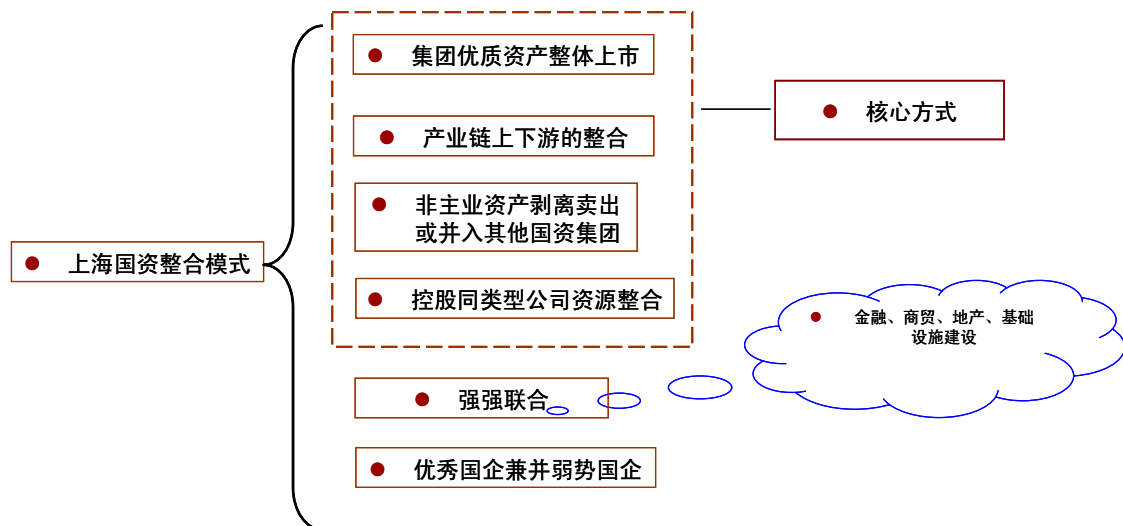 集团优质资产整体上市
核心方式
产业链上下游的整合
非主业资产剥离卖出
或并入其他国资集团
上海国资整合模式
控股同类型公司资源整合
金融、商贸、地产、基础
设施建设
强强联合
优秀国企兼并弱势国企